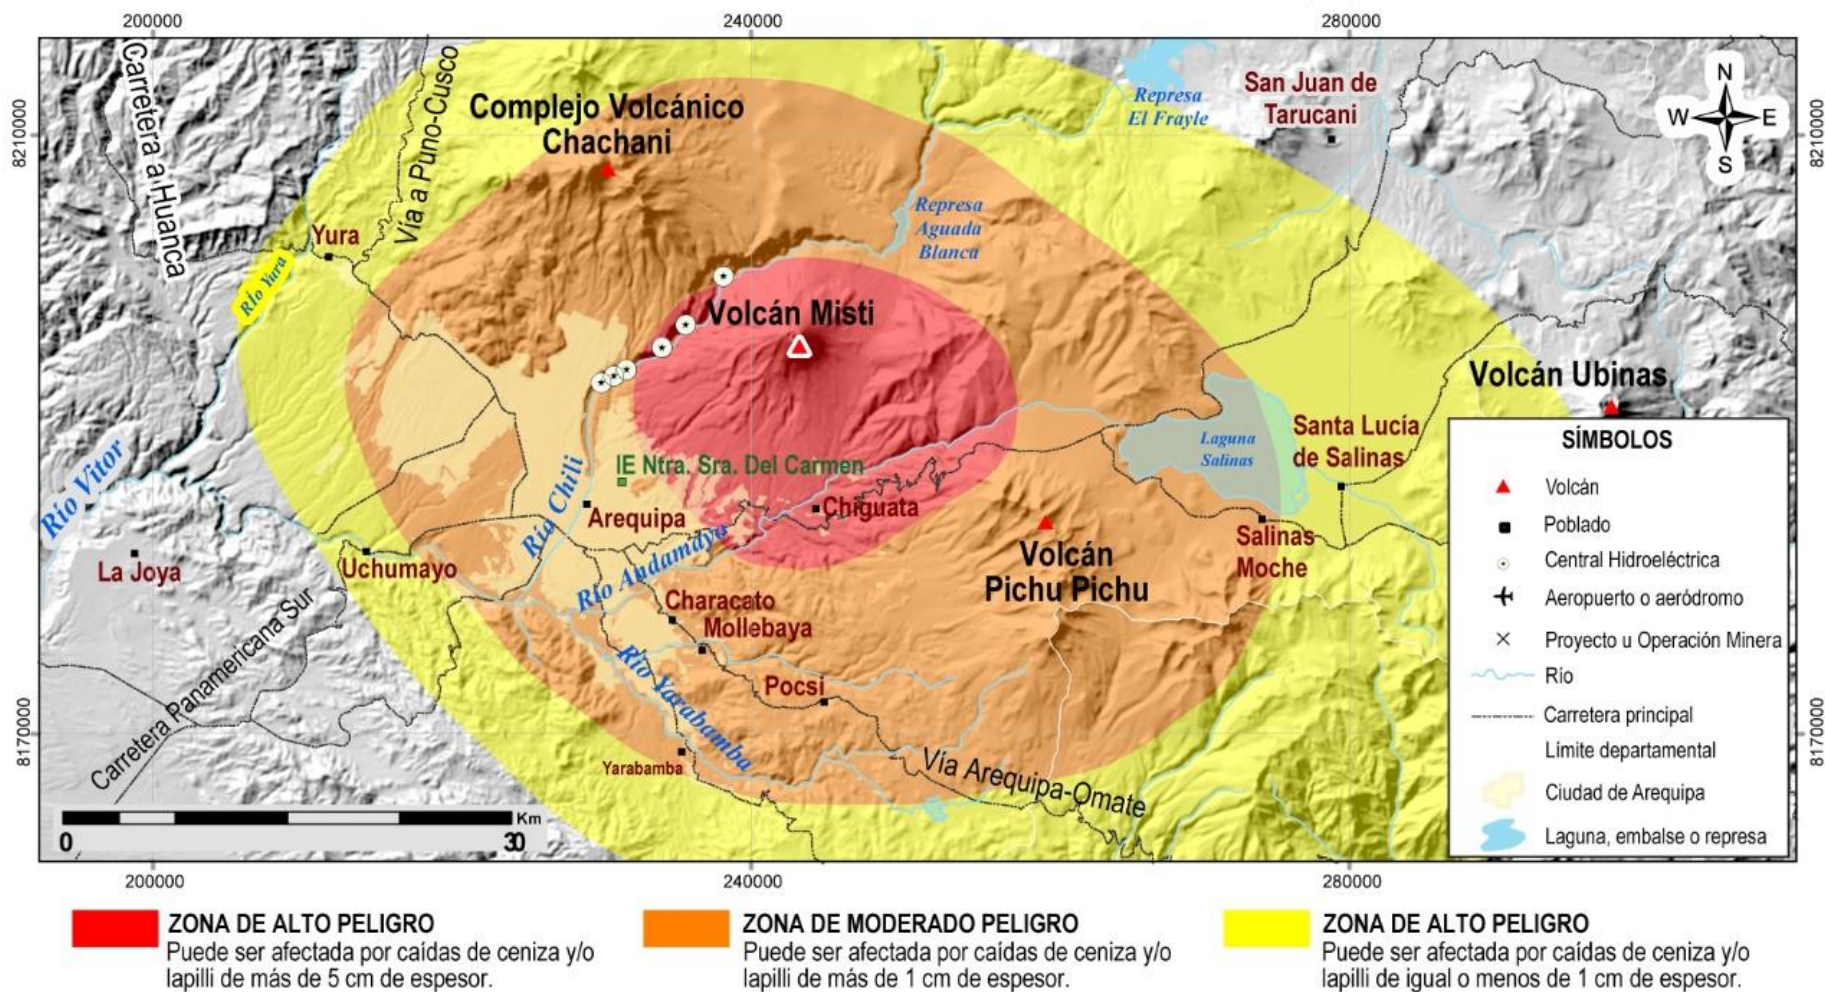 200000
240000
280000
8210000
8210000
Carretera a Huanca
Vía a Puno-Cusco
Complejo Volcánico
Chachani
Represa
El Frayle
San Juan de
Tarucani
N
W
E
S
Yura
Río Yura
Represa
Aguada
Blanca
Volcán Misti
Volcán Ubinas
Río Vitor
Laguna
Salinas
Santa Lucía
de Salinas
IE Ntra. Sra. Del Carmen
Río Chili
Arequipa
Chiguata
Río Andamayo
Salinas
Moche
Volcán
Pichu Pichu
La Joya
Uchumayo
Characato
Mollebaya
Pocsi
Río Yarabamba
Yarabamba
Carretera Panamericana Sur
Vía Arequipa-Omate
SÍMBOLOS
Volcán
Poblado
Central Hidroeléctrica
Aeropuerto o aeródromo
Proyecto u Operación Minera
Río
Carretera principal
Límite departamental
Ciudad de Arequipa
Laguna, embalse o represa
8170000
8170000
Km
0
30
200000
240000
280000
ZONA DE ALTO PELIGRO
Puede ser afectada por caídas de ceniza y/o
lapilli de más de 5 cm de espesor.
ZONA DE MODERADO PELIGRO
Puede ser afectada por caídas de ceniza y/o
lapilli de más de 1 cm de espesor.
ZONA DE ALTO PELIGRO
Puede ser afectada por caídas de ceniza y/o
lapilli de igual o menos de 1 cm de espesor.